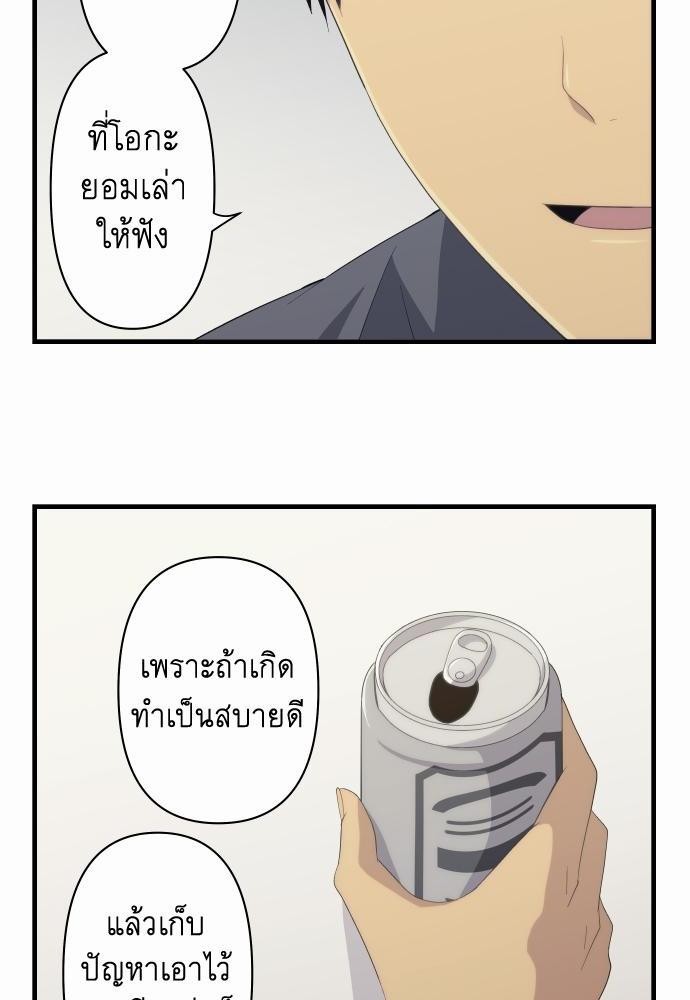 ที่โอกะ
ยอมเล่า
ให้ฟัง
เพราะถ้าเกิด
ทำเป็นสบายดี
แล้วเก็บ
ปัญหาเอาไว้